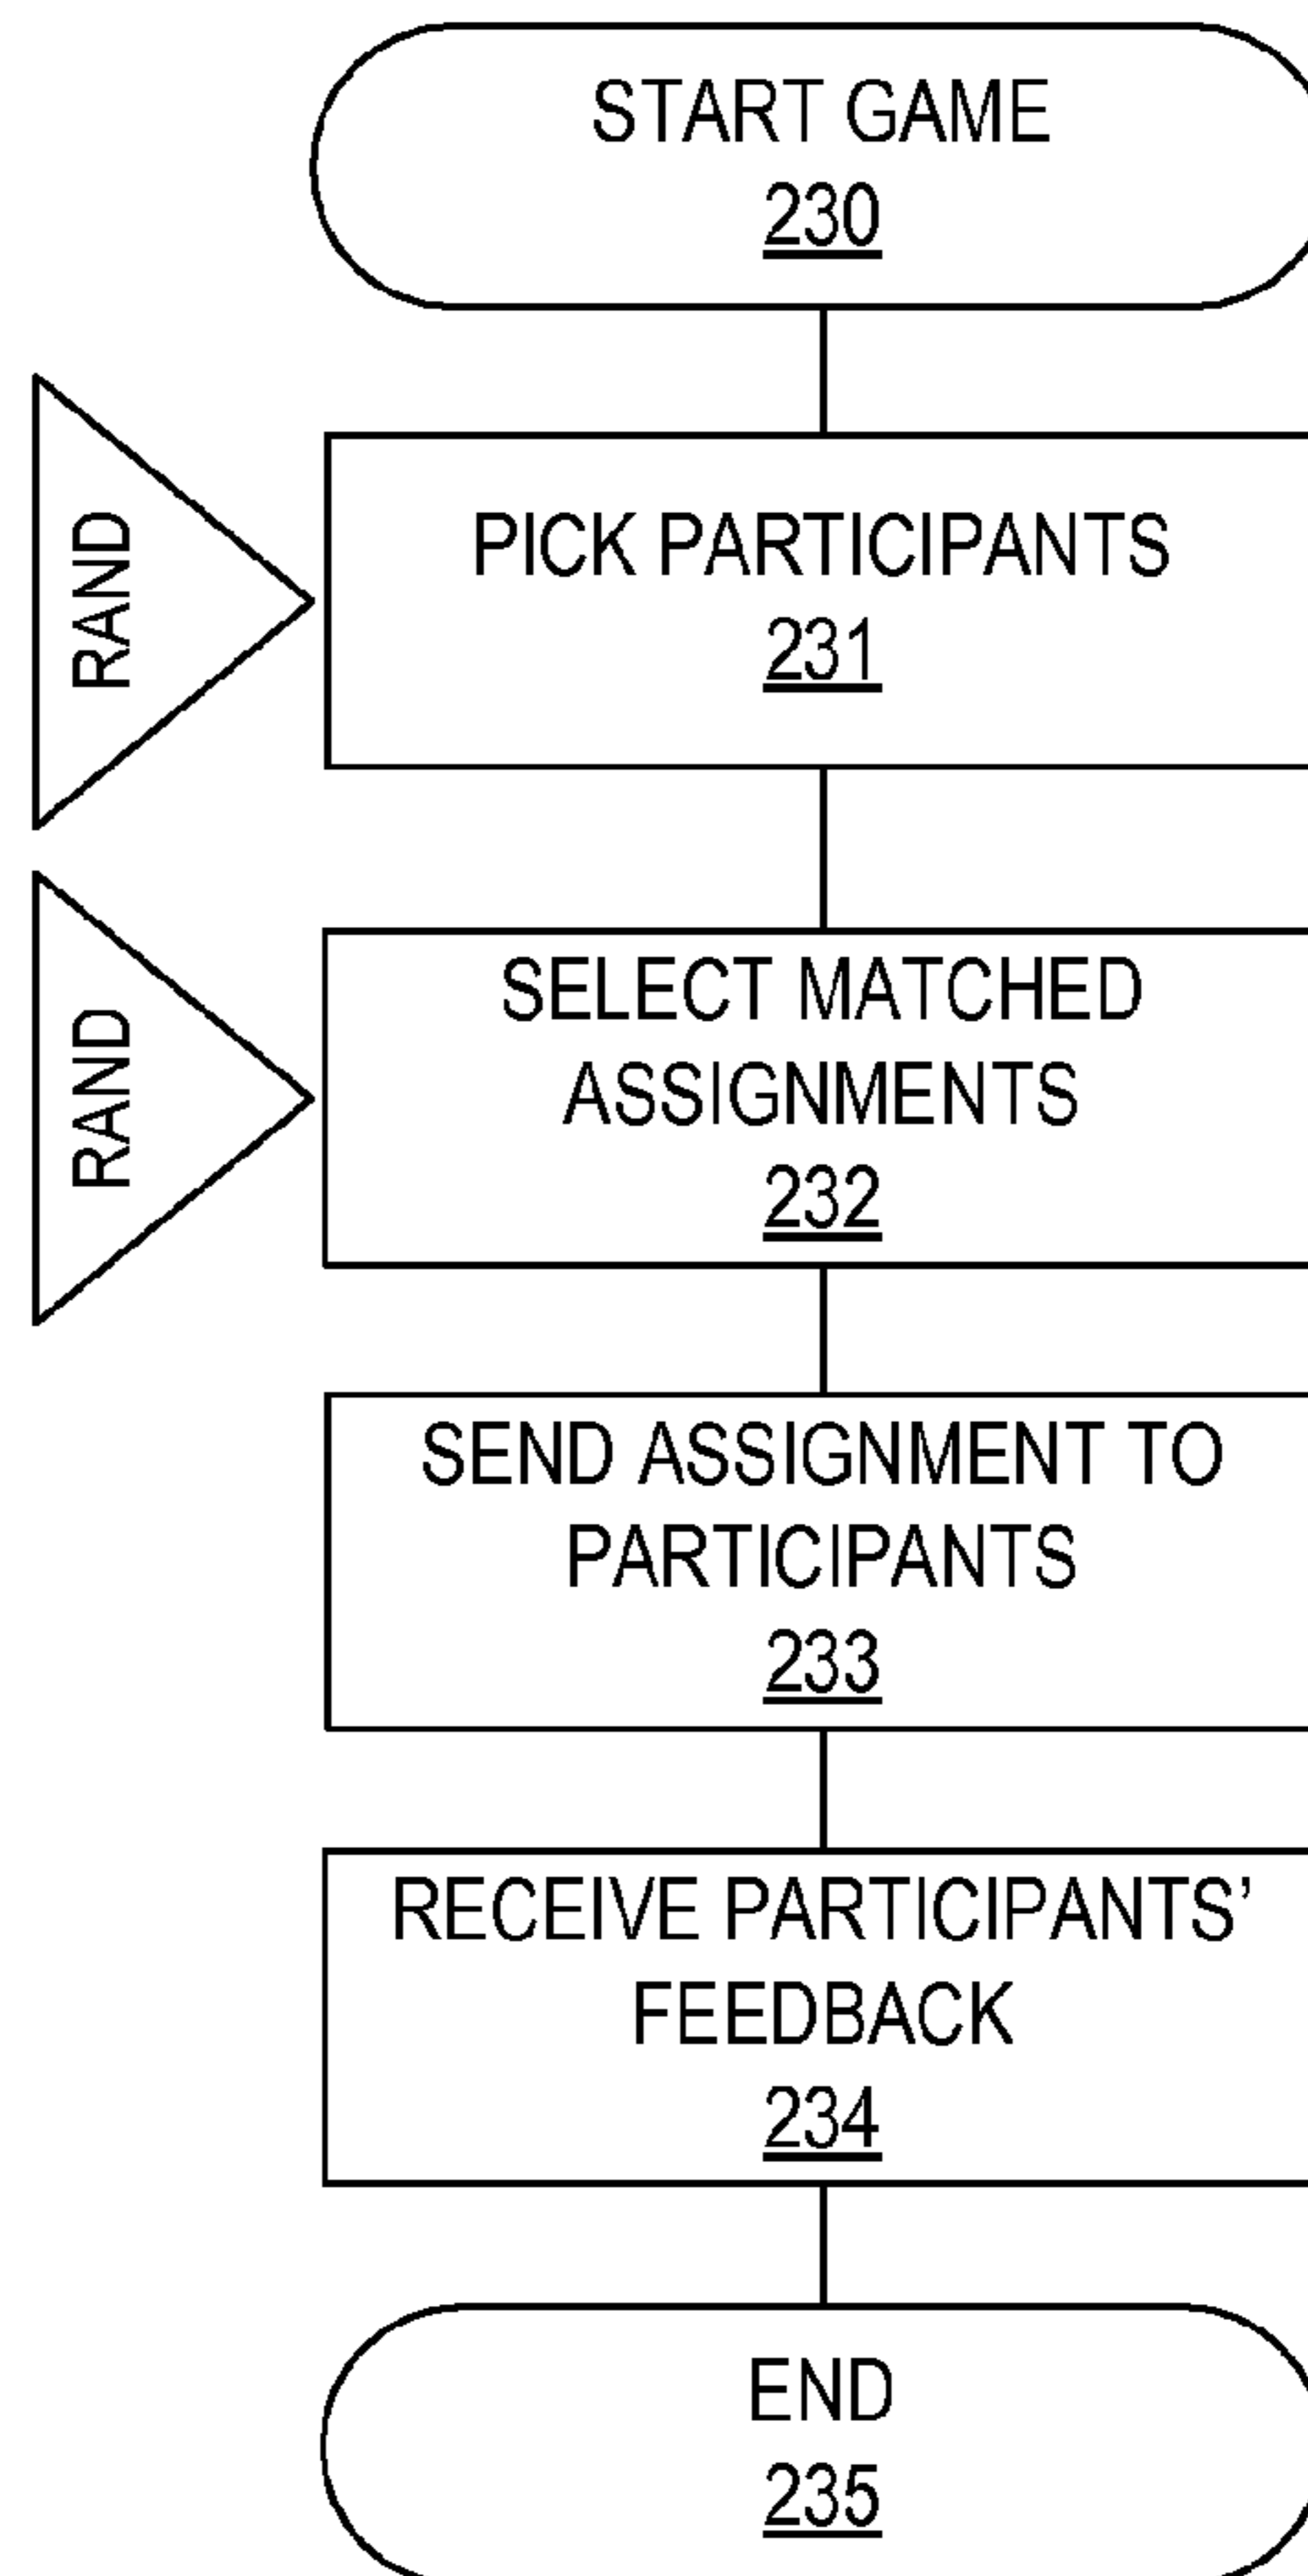 START GAME
230
RAND
PICK PARTICIPANTS
231
RAND
SELECT MATCHED
ASSIGNMENTS
232
SEND ASSIGNMENT TO
PARTICIPANTS
233
RECEIVE PARTICIPANTS’
FEEDBACK
234
END
235